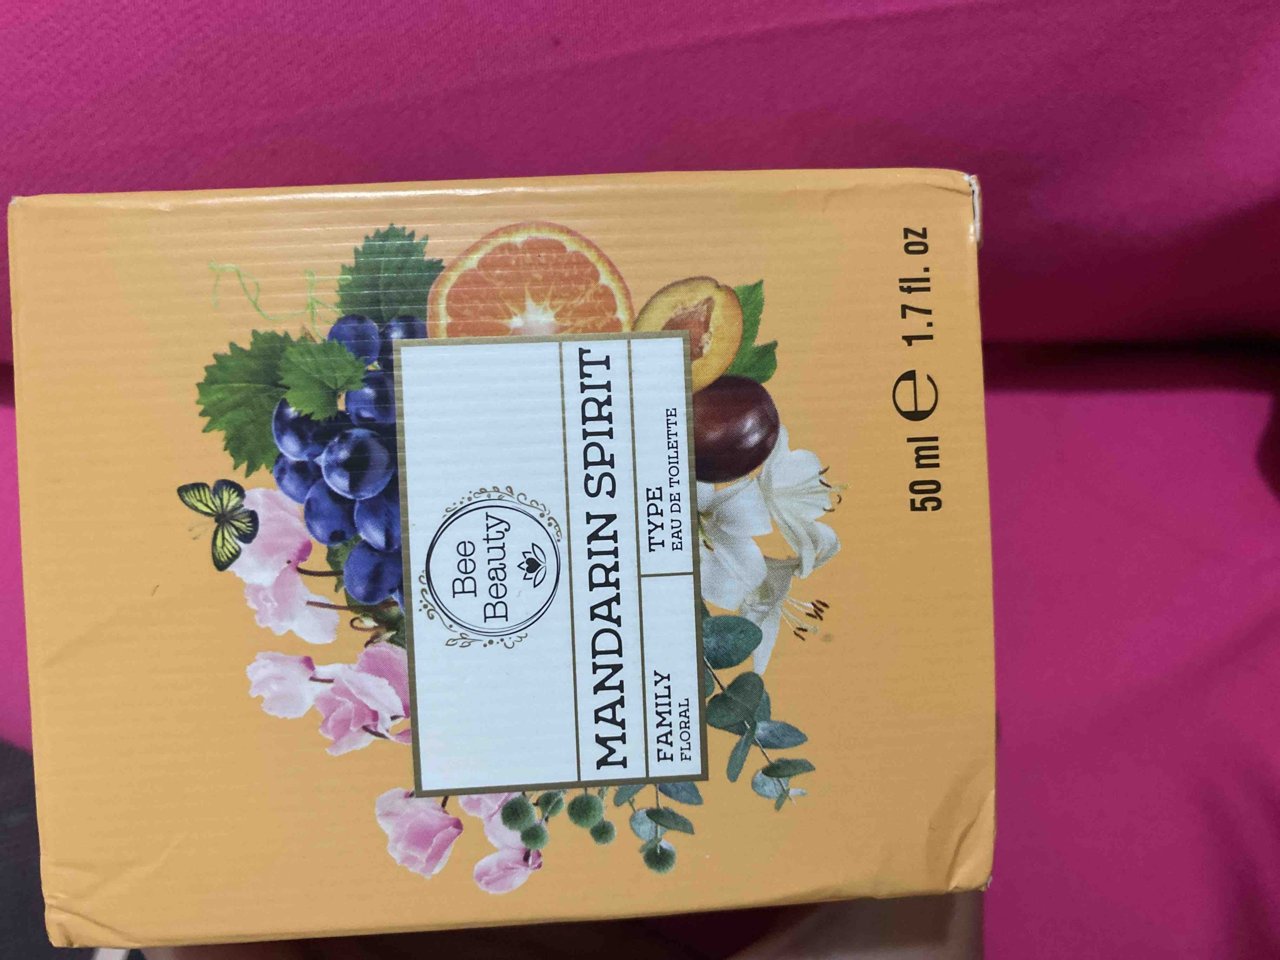 Bee
Beauty
MANDARIN SPIRIT
FAMILY
FLORAL
TYPE
EAU DE TOILETTE
50 ml e 1.7 fl. oz